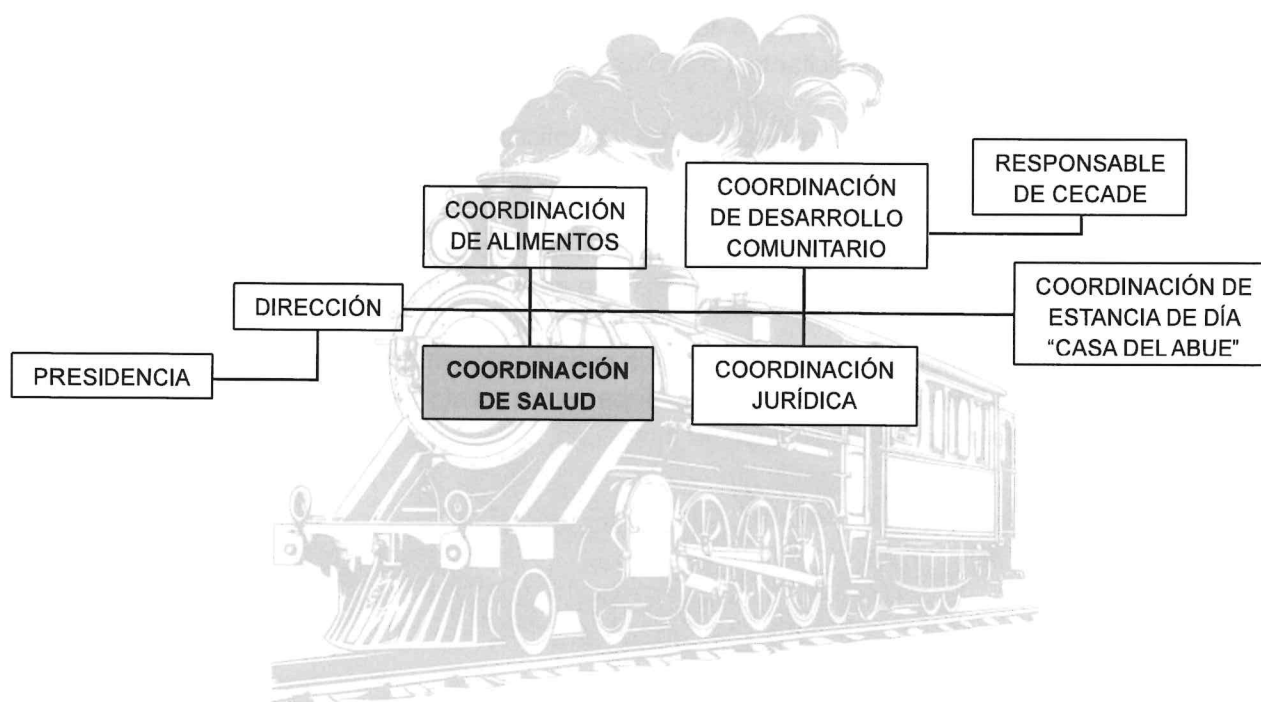 RESPONSABLE
DE CECADE
COORDINACIÓN
DE DESARROLLO
COMUNITARIO
COORDINACIÓN
DE ALIMENTOS
COORDINACIÓN DE
ESTANCIA DE DÍA
“CASA DEL ABUE”
DIRECCIÓN
PRESIDENCIA
COORDINACIÓN
DE SALUD
COORDINACIÓN
JURÍDICA